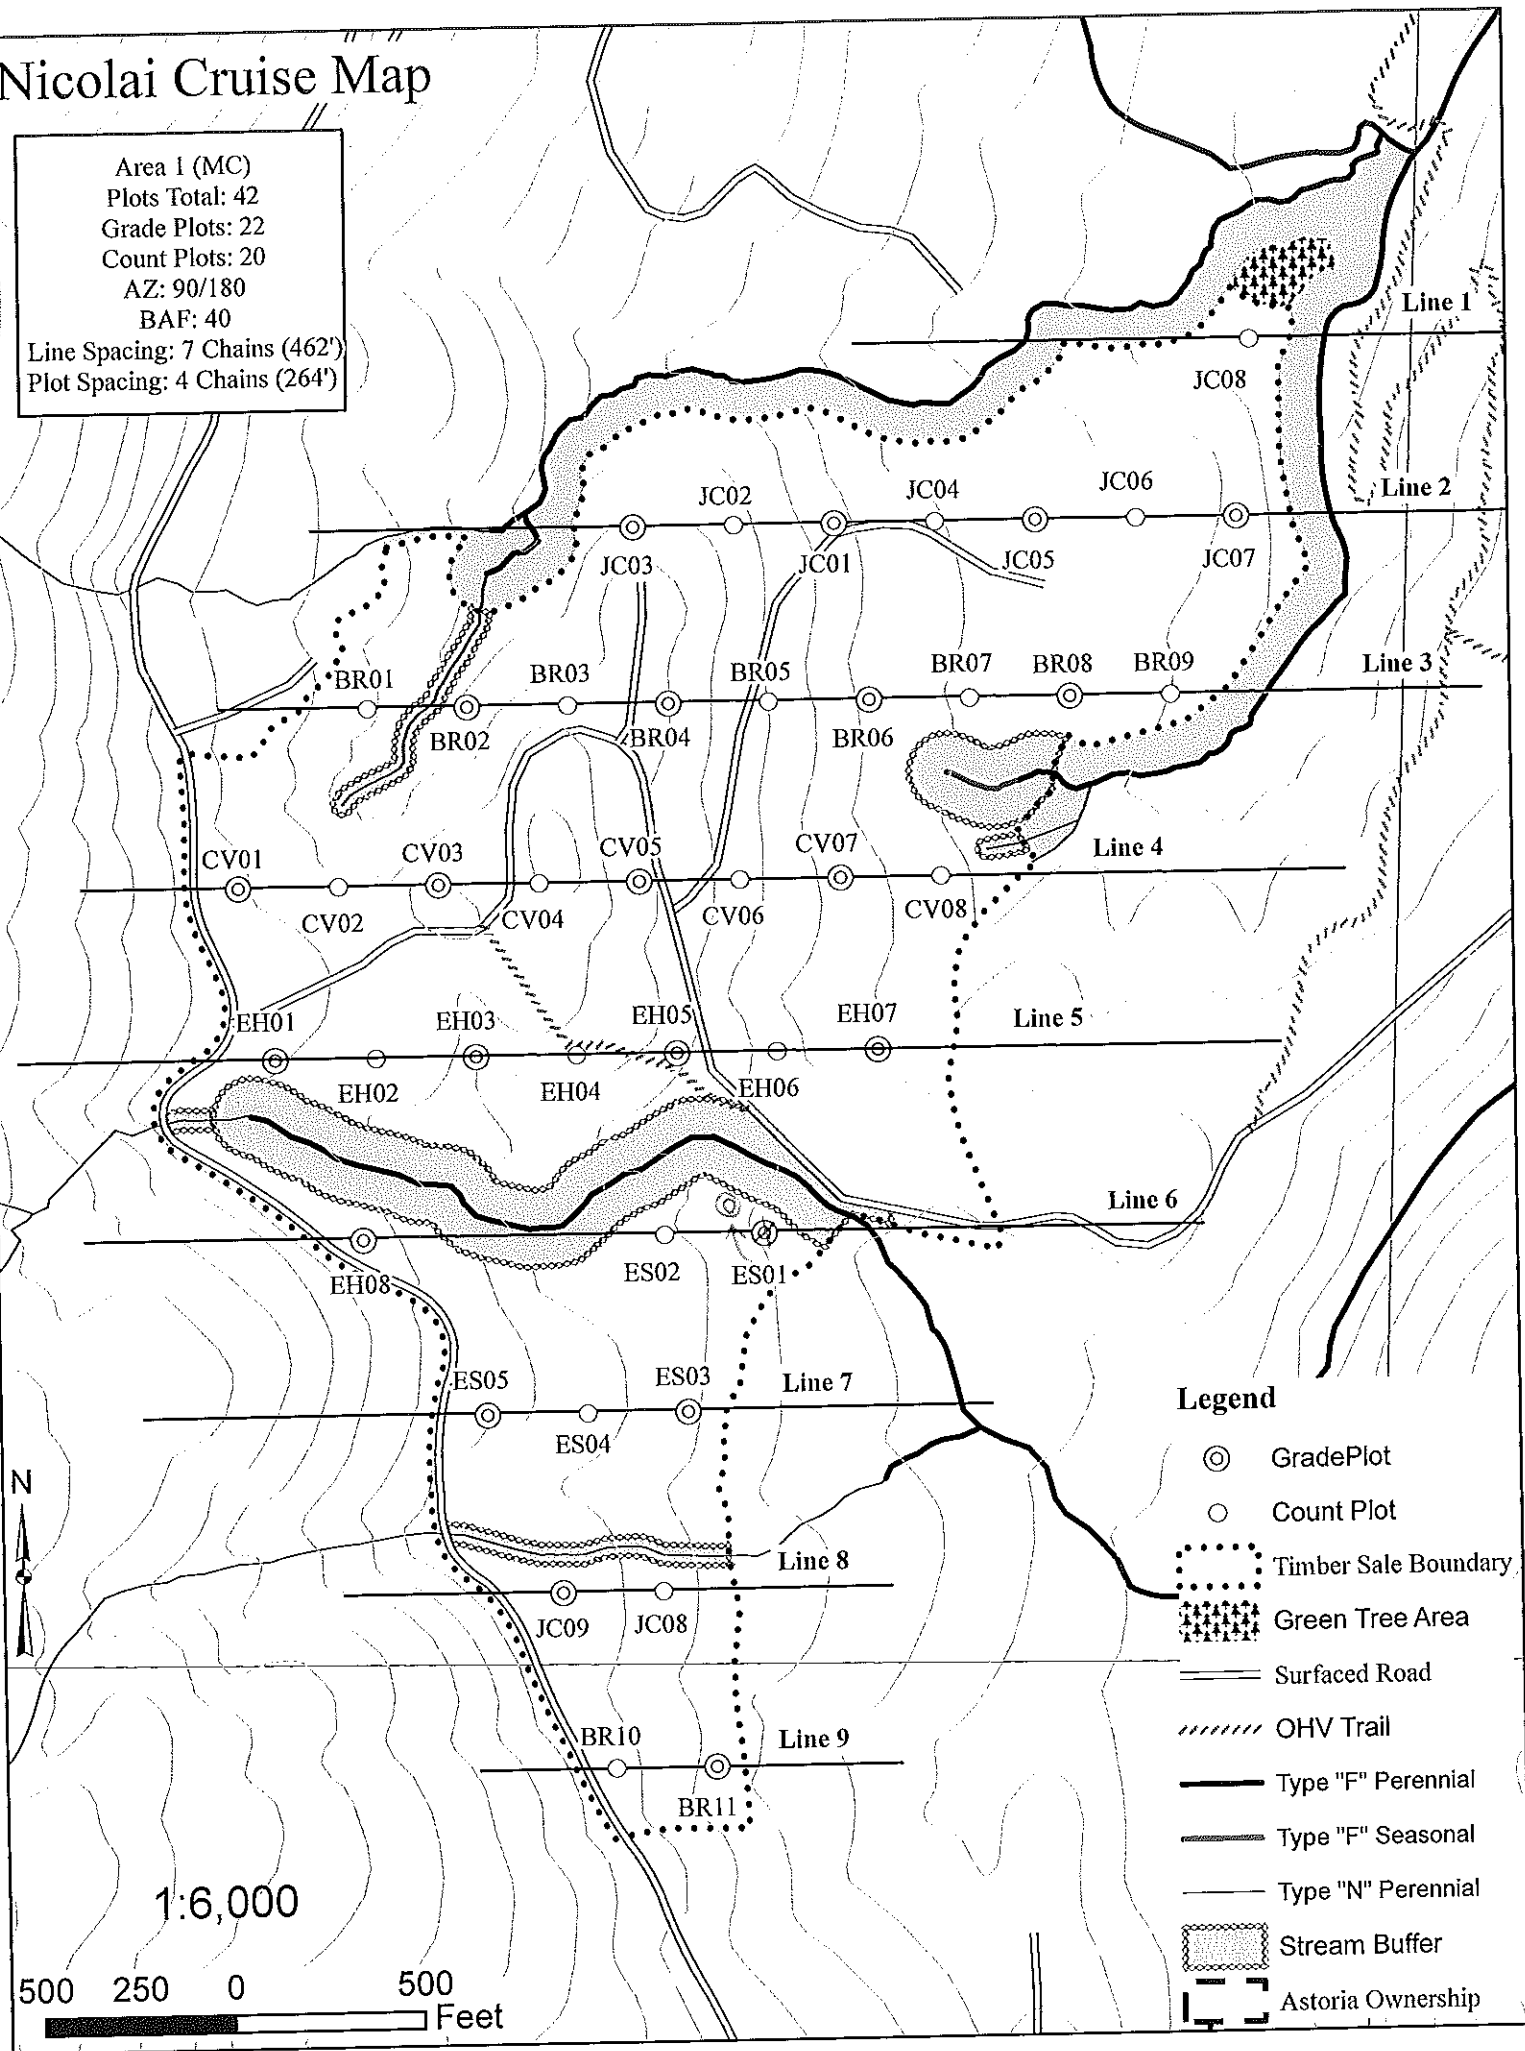 Nicolai Cruise Map
Area 1 (MC)
Plots Total: 42
Grade Plots: 22
Count Plots: 20
AZ: 90/180
BAF: 40
Line Spacing: 7 Chains (462')
Plot Spacing: 4 Chains (264')
Line 1
JC08
Line 2
JC02
JC04
JC06
JC03
JC01
JC05
JC07
Line 3
BR01
BR03
BR05
BR07
BR08
BR09
BR02
BR04
BR06
Line 4
CV01
CV03
CV05
CV07
CV02
CV04
CV06
CV08
Line 5
EH01
EH03
EH05
EH07
EH02
EH04
EH06
Line 6
EH08
ES02
ES01
Line 7
ES05
ES03
ES04
Line 8
JC09
JC08
Line 9
BR10
BR11
N
1:6,000
500 250 0 500
Feet
Legend
GradePlot
Count Plot
Timber Sale Boundary
Green Tree Area
Surfaced Road
OHV Trail
Type "F" Perennial
Type "F" Seasonal
Type "N" Perennial
Stream Buffer
Astoria Ownership